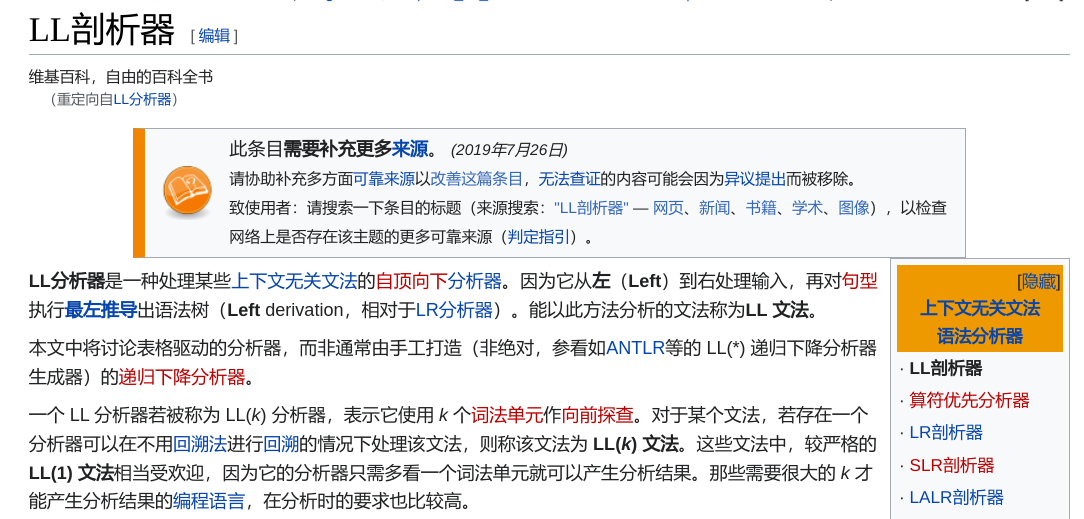 LL剖析器 [编辑]
维基百科，自由的百科全书
（重定向自LL分析器）
此条目需要补充更多来源。 (2019年7月26日)
请协助补充多方面可靠来源以改善这篇条目，无法查证的内容可能会因为异议提出而被移除。
致使用者：请搜索一下条目的标题（来源搜索："LL剖析器" — 网页、新闻、书籍、学术、图像），以检查
网络上是否存在该主题的更多可靠来源（判定指引）。
LL分析器是一种处理某些上下文无关文法的自顶向下分析器。因为它从左（Left）到右处理输入，再对句型
执行最左推导出语法树（Left derivation，相对于LR分析器）。能以此方法分析的文法称为LL 文法。
本文中将讨论表格驱动的分析器，而非通常由手工打造（非绝对，参看如ANTLR等的 LL(*) 递归下降分析器
生成器）的递归下降分析器。
一个 LL 分析器若被称为 LL(k) 分析器，表示它使用 k 个词法单元作向前探查。对于某个文法，若存在一个
分析器可以在不用回溯法进行回溯的情况下处理该文法，则称该文法为 LL(k) 文法。这些文法中，较严格的
LL(1) 文法相当受欢迎，因为它的分析器只需多看一个词法单元就可以产生分析结果。那些需要很大的 k 才
能产生分析结果的编程语言，在分析时的要求也比较高。
[隐藏]
上下文无关文法
语法分析器
· LL剖析器
· 算符优先分析器
· LR剖析器
· SLR剖析器
· LALR剖析器